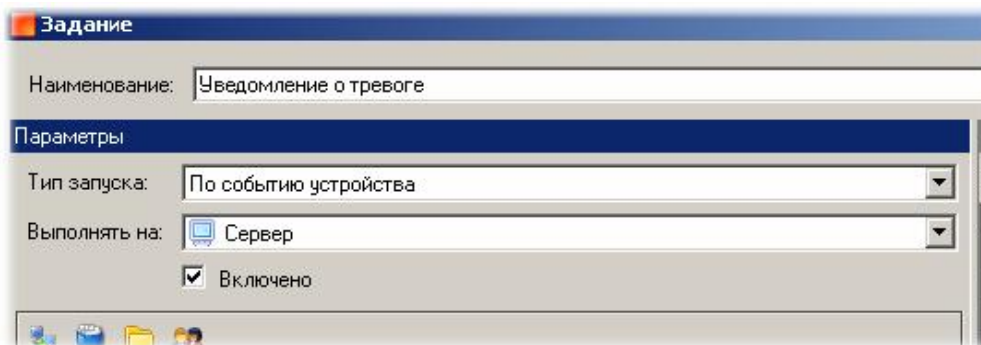 Задание
Наименование: Уведомление о тревоге
Параметры
Тип запуска: По событию устройства
Выполнять на: Сервер
Включено